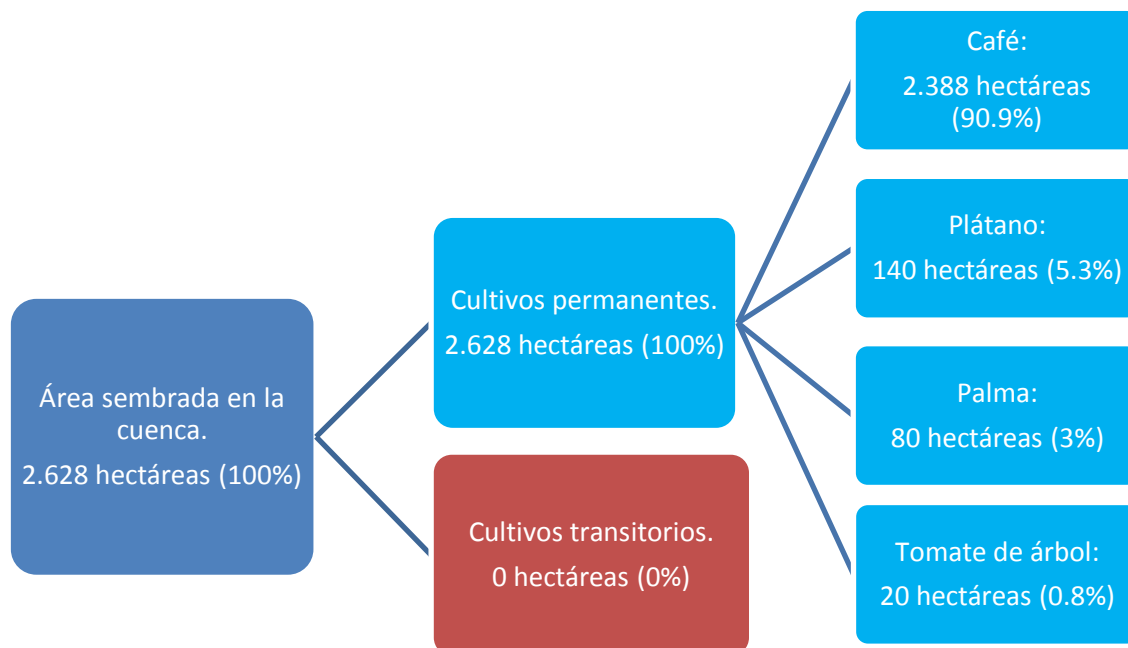 Área sembrada en la
cuenca.
2.628 hectáreas (100%)
Cultivos permanentes.
2.628 hectáreas (100%)
Cultivos transitorios.
0 hectáreas (0%)
Café:
2.388 hectáreas
(90.9%)
Plátano:
140 hectáreas (5.3%)
Palma:
80 hectáreas (3%)
Tomate de árbol:
20 hectáreas (0.8%)